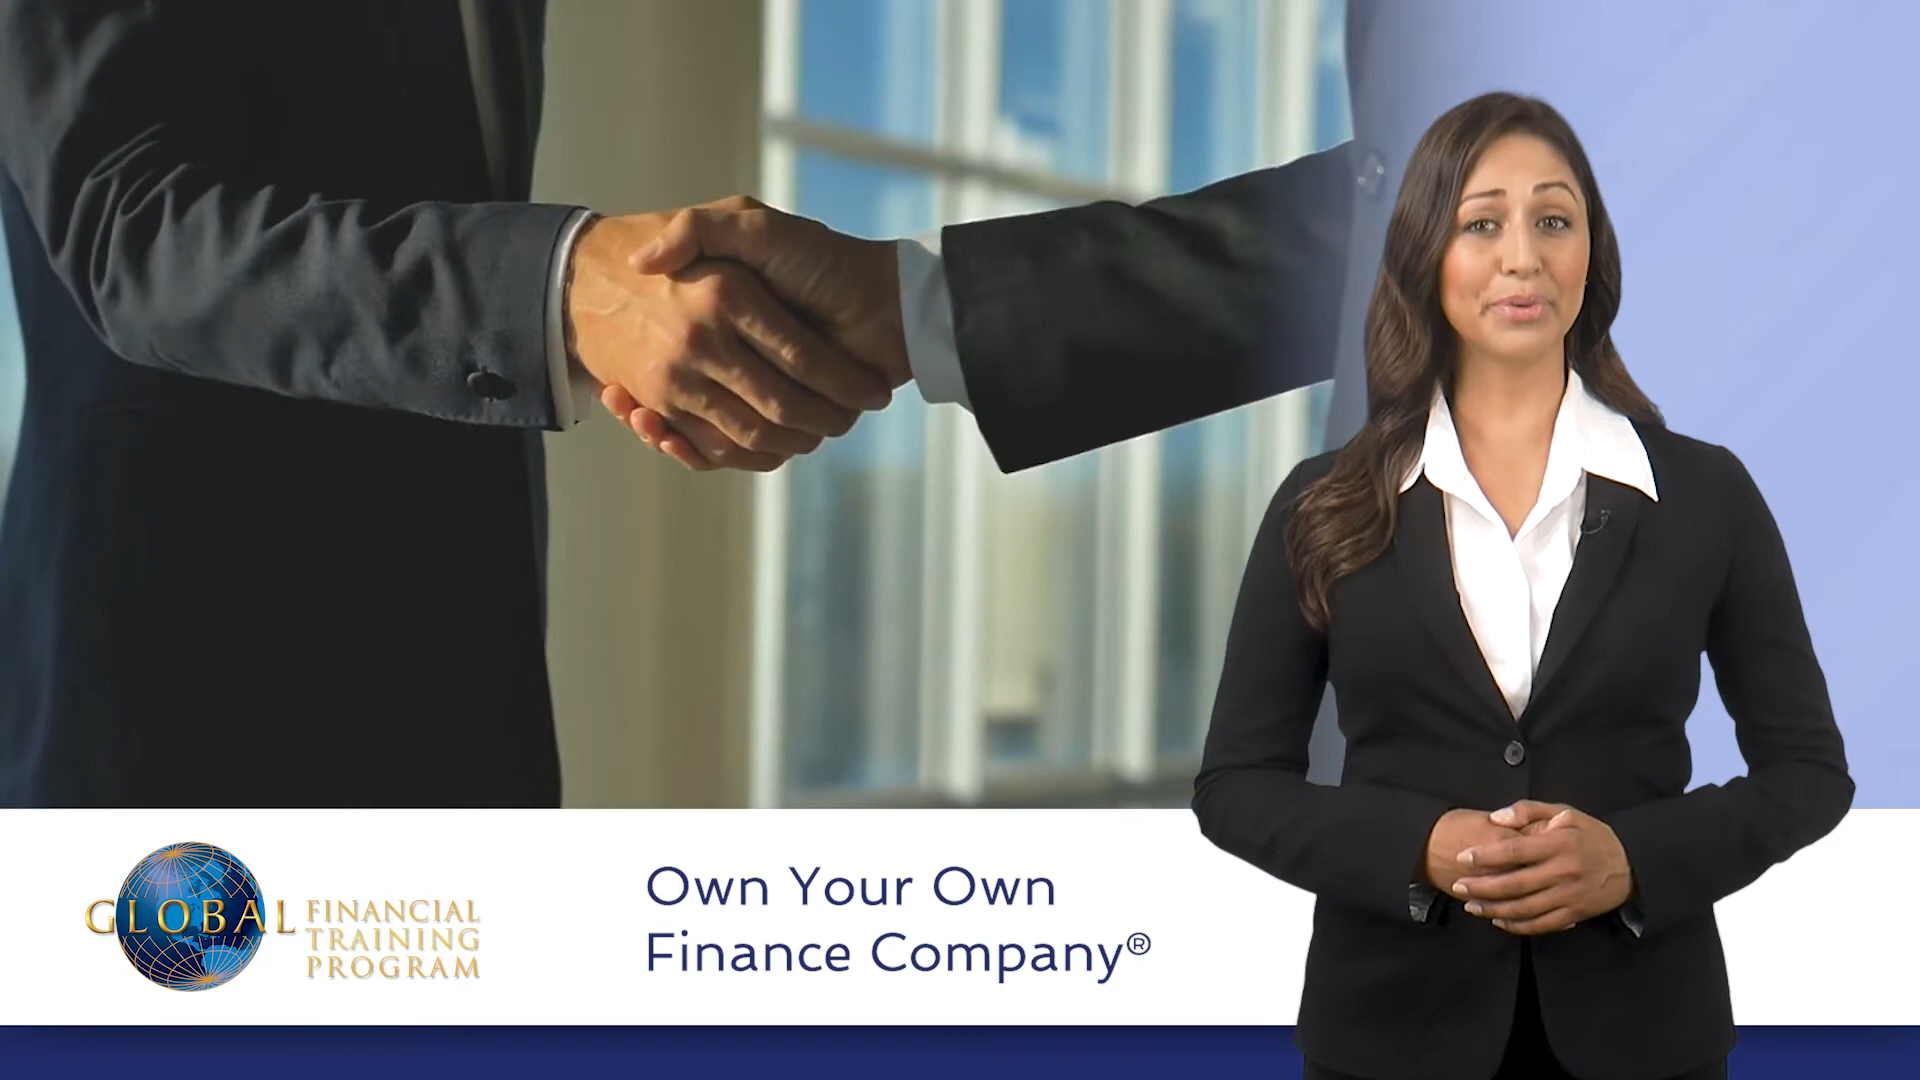 GLOBAL
FINANCIAL
TRAINING
PROGRAM
Own Your Own
Finance Company®